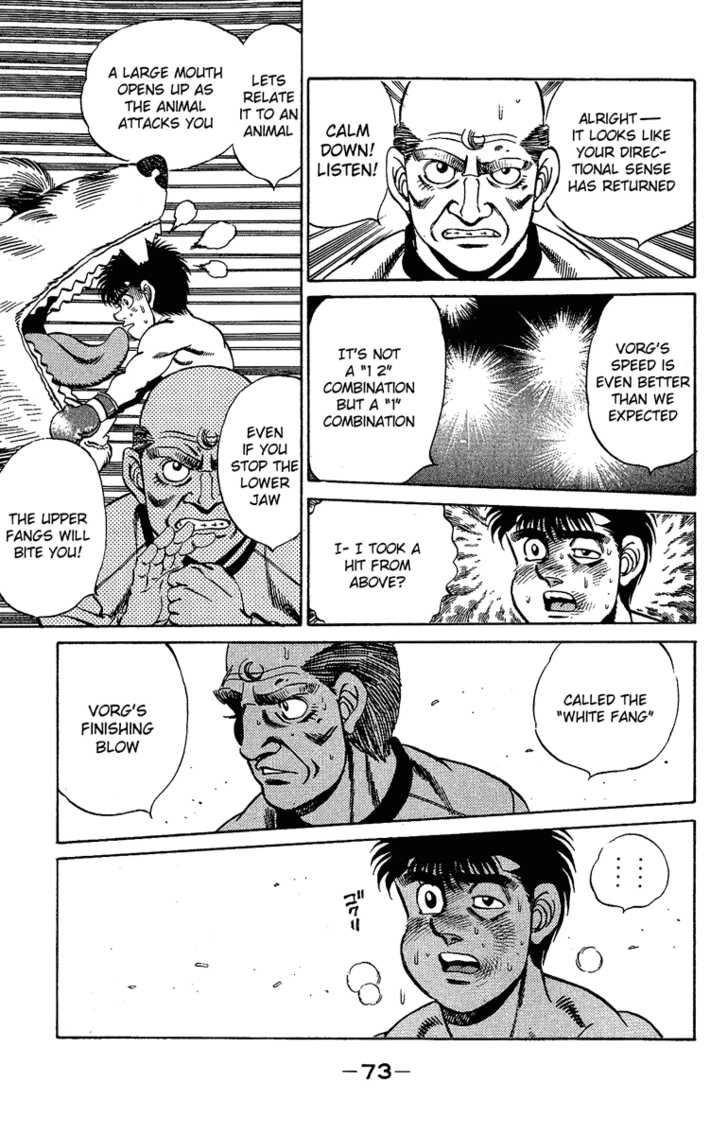 ALRIGHT—
IT LOOKS LIKE
YOUR DIREC-
TIONAL SENSE
HAS RETURNED
CALM
DOWN!
LISTEN!
VORG'S
SPEED IS
EVEN BETTER
THAN WE
EXPECTED
IT'S NOT
A "1 2"
COMBINATION
BUT A "1"
COMBINATION
I- I TOOK A
HIT FROM
ABOVE?
LETS
RELATE
IT TO AN
ANIMAL
A LARGE MOUTH
OPENS UP AS
THE ANIMAL
ATTACKS YOU
EVEN
IF YOU
STOP THE
LOWER
JAW
THE UPPER
FANGS WILL
BITE YOU!
CALLED THE
"WHITE FANG"
VORG'S
FINISHING
BLOW
......
ゴクリ
—73—